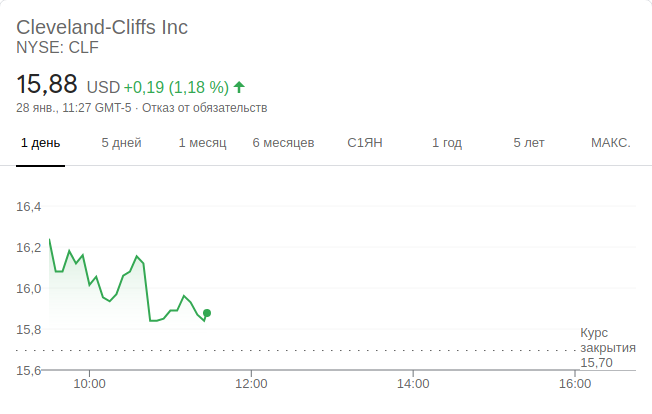 Cleveland-Cliffs Inc
NYSE: CLF
15,88 USD +0,19 (1,18 %)
28 янв., 11:27 GMT-5 · Отказ от обязательств
1 день 5 дней 1 месяц 6 месяцев С1ЯН 1 год 5 лет МАКС.
16,4
16,2
16,0
15,8
Курс
закрытия
15,70
15,6
10:00 12:00 14:00 16:00